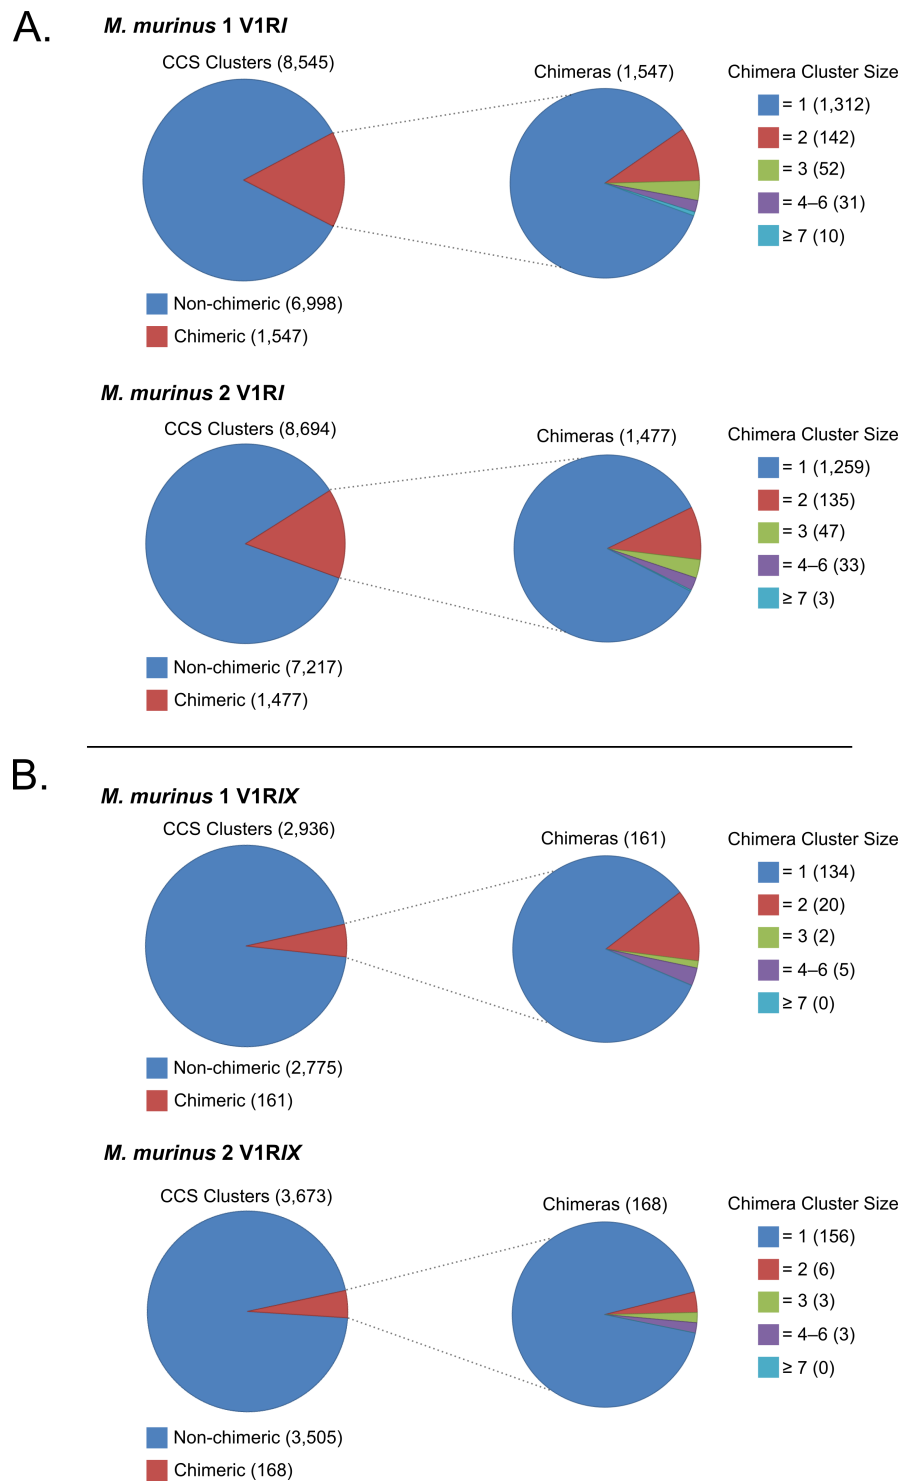 A.
M. murinus 1 V1RI
CCS Clusters (8,545)
Chimeras (1,547)
Chimera Cluster Size
= 1 (1,312)
= 2 (142)
= 3 (52)
= 4–6 (31)
≥ 7 (10)
Non-chimeric (6,998)
Chimeric (1,547)
M. murinus 2 V1RI
CCS Clusters (8,694)
Chimeras (1,477)
Chimera Cluster Size
= 1 (1,259)
= 2 (135)
= 3 (47)
= 4–6 (33)
≥ 7 (3)
Non-chimeric (7,217)
Chimeric (1,477)
B.
M. murinus 1 V1RIX
CCS Clusters (2,936)
Chimeras (161)
Chimera Cluster Size
= 1 (134)
= 2 (20)
= 3 (2)
= 4–6 (5)
≥ 7 (0)
Non-chimeric (2,775)
Chimeric (161)
M. murinus 2 V1RIX
CCS Clusters (3,673)
Chimeras (168)
Chimera Cluster Size
= 1 (156)
= 2 (6)
= 3 (3)
= 4–6 (3)
≥ 7 (0)
Non-chimeric (3,505)
Chimeric (168)